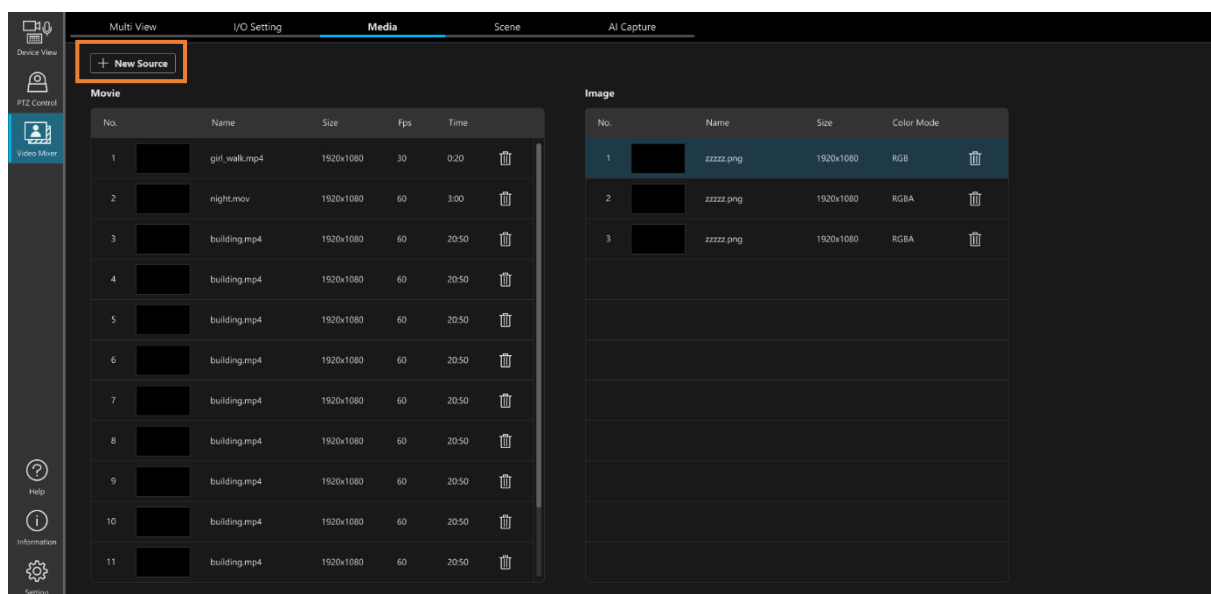 Multi View I/O Setting Media Scene AI Capture
Device View
PTZ Control
Video Mixer
Help
Information
Setting
+ New Source
Movie
No. Name Size Fps Time
1 girl_walk.mp4 1920x1080 30 0:20
2 night.mov 1920x1080 60 3:00
3 building.mp4 1920x1080 60 20:50
4 building.mp4 1920x1080 60 20:50
5 building.mp4 1920x1080 60 20:50
6 building.mp4 1920x1080 60 20:50
7 building.mp4 1920x1080 60 20:50
8 building.mp4 1920x1080 60 20:50
9 building.mp4 1920x1080 60 20:50
10 building.mp4 1920x1080 60 20:50
11 building.mp4 1920x1080 60 20:50
Image
No. Name Size Color Mode
1 zzzzz.png 1920x1080 RGB
2 zzzzz.png 1920x1080 RGBA
3 zzzzz.png 1920x1080 RGBA